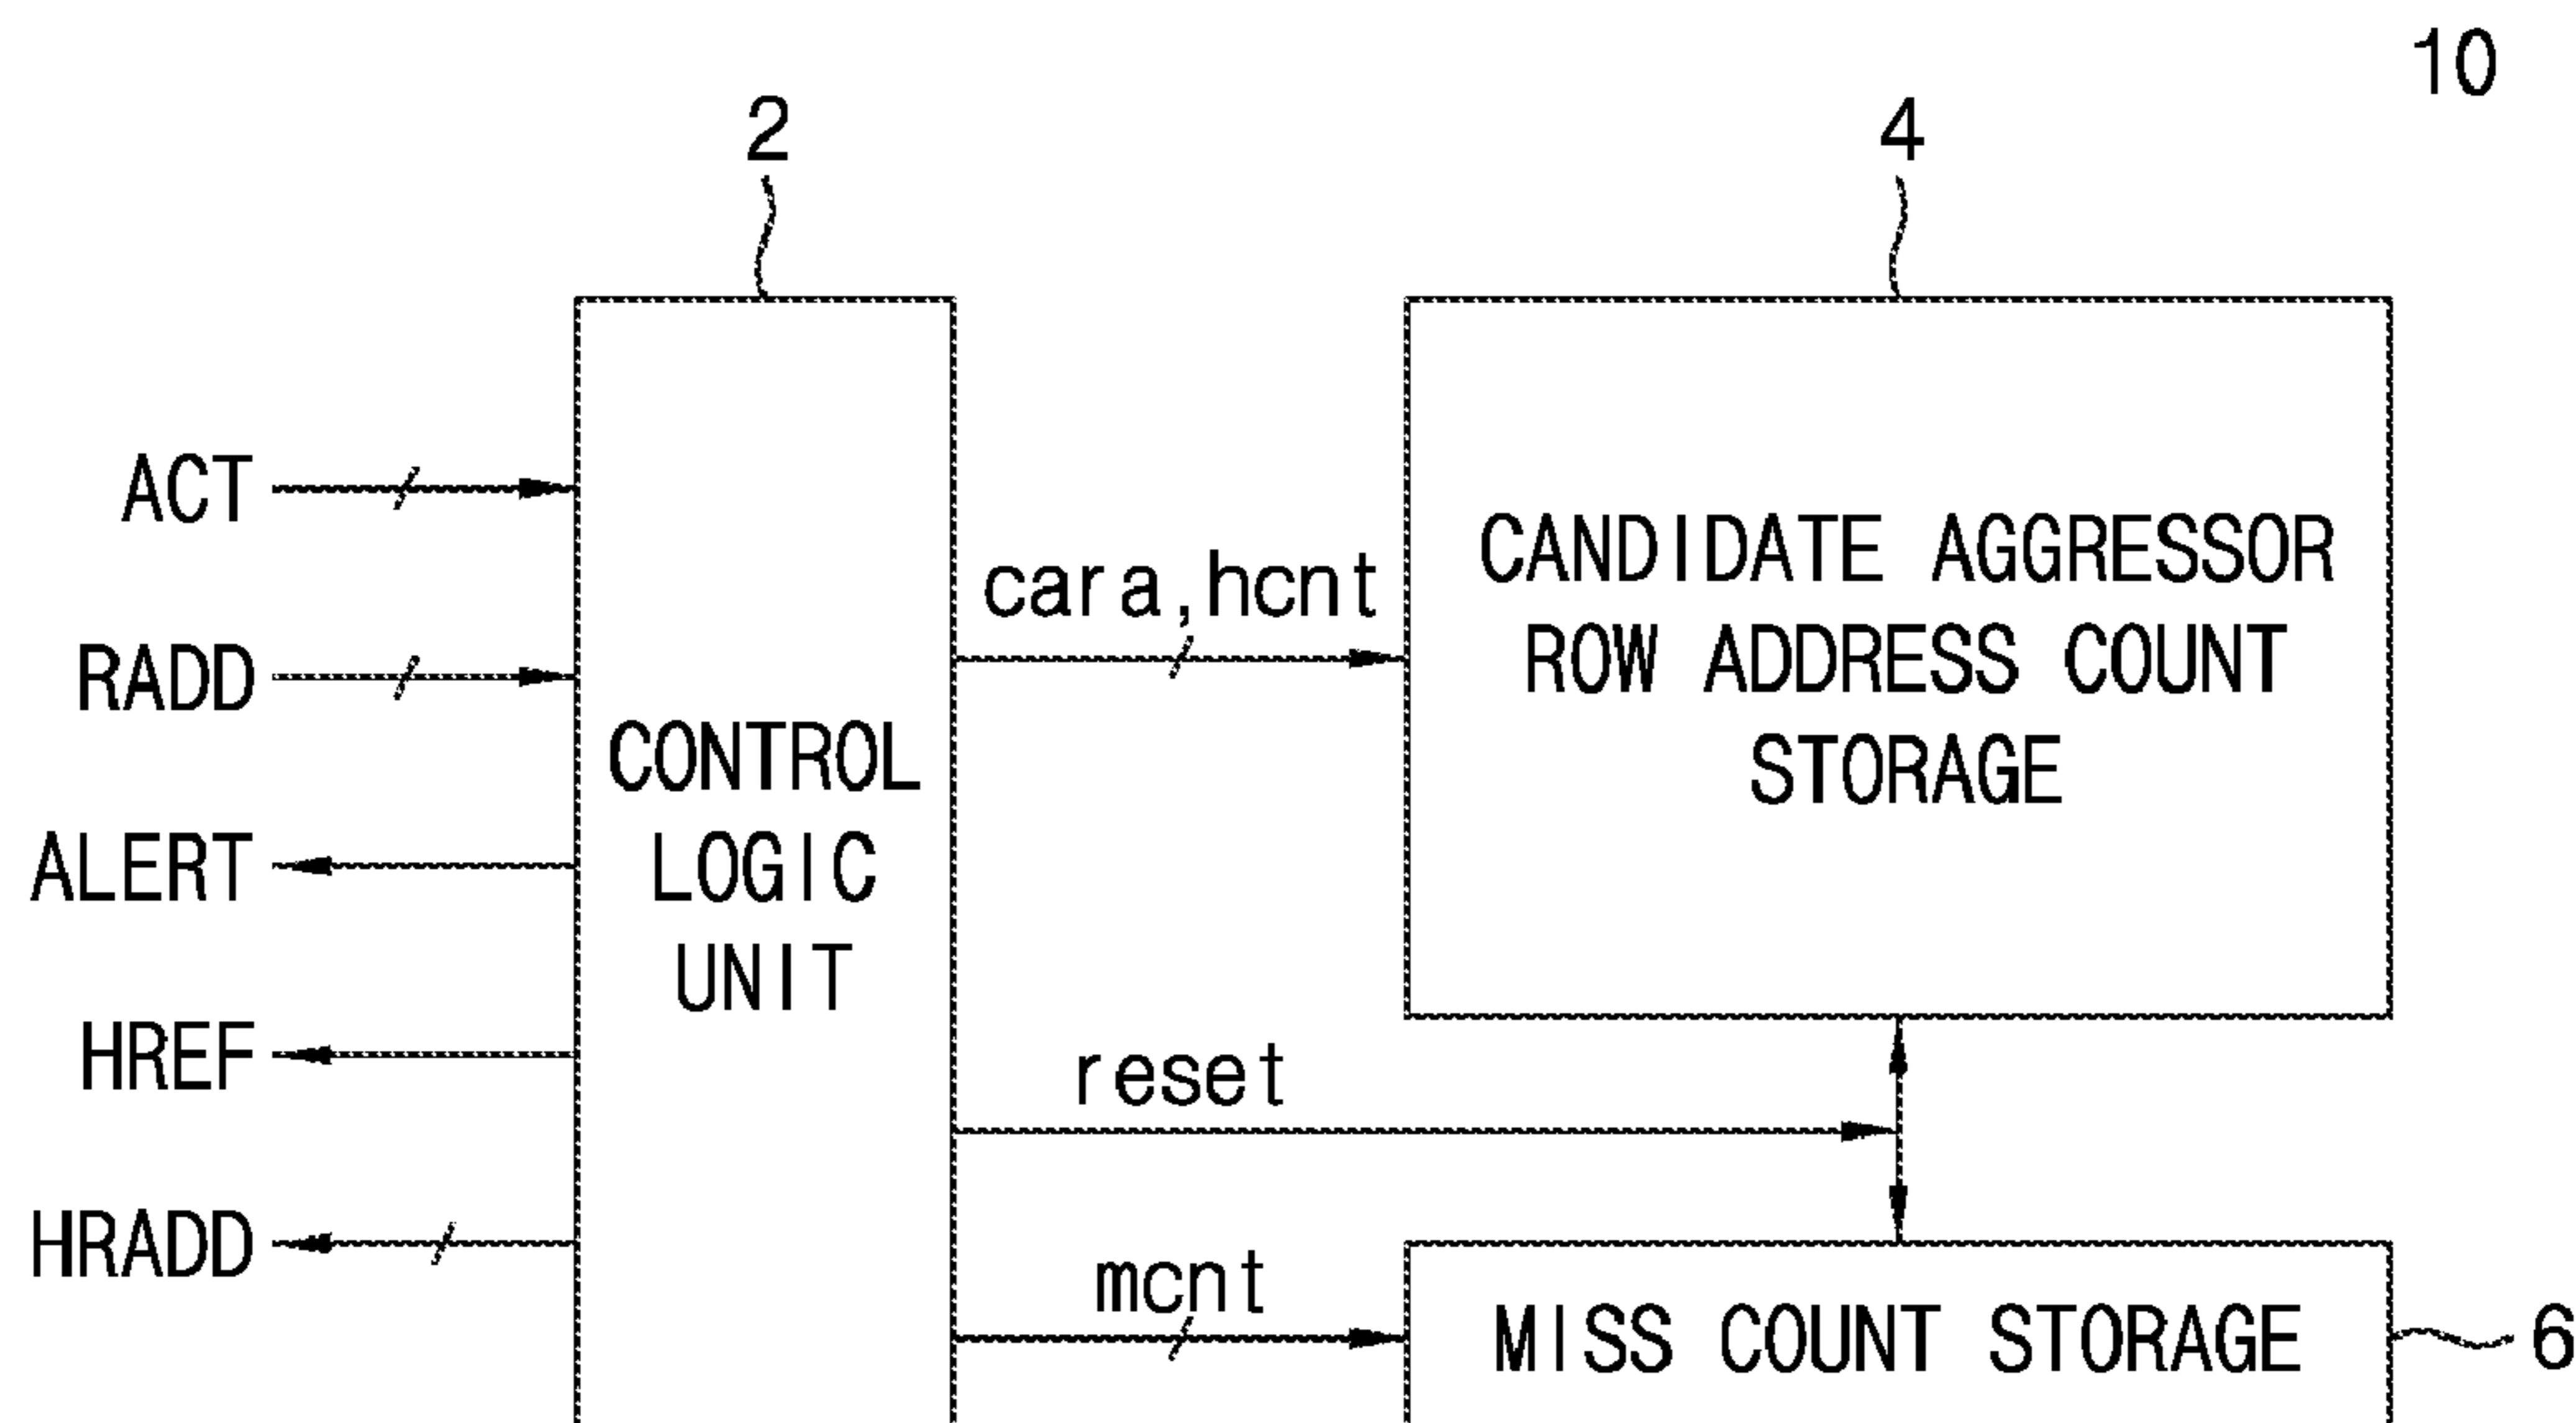 10
2
4
ACT
RADD
ALERT
HREF
HRADD
CONTROL
LOGIC
UNIT
cara,hcnt
reset
mcnt
CANDIDATE AGGRESSOR
ROW ADDRESS COUNT
STORAGE
MISS COUNT STORAGE
6